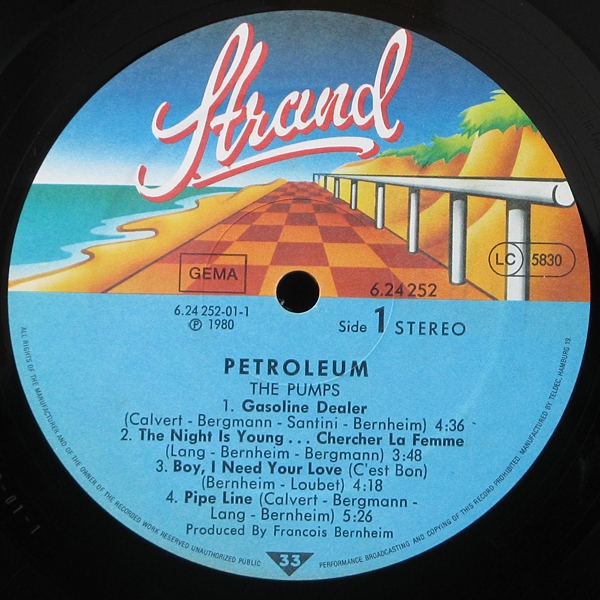 Strand
GEMA
LC 5830
6.24 252
6.24 252-01-1
Ⓟ 1980
Side 1 STEREO
PETROLEUM
THE PUMPS
1. Gasoline Dealer
(Calvert - Bergmann - Santini - Bernheim) 4:36
2. The Night Is Young... Chercher La Femme
(Lang - Bernheim - Bergmann) 3:48
3. Boy, I Need Your Love (C'est Bon)
(Bernheim - Loubet) 4:18
4. Pipe Line (Calvert - Bergmann -
Lang - Bernheim) 5:26
Produced By Francois Bernheim
33
ALL RIGHTS OF THE MANUFACTURER AND OF THE OWNER OF THE RECORDED WORK RESERVED UNAUTHORIZED PUBLIC PERFORMANCE BROADCASTING AND COPYING OF THIS RECORD PROHIBITED. MANUFACTURED BY TELDEC, HAMBURG 19.